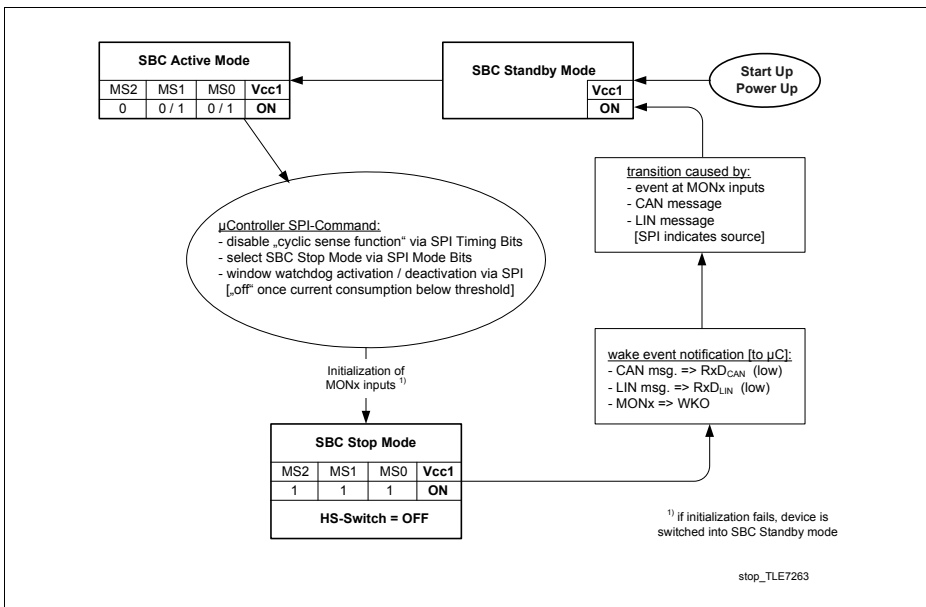 SBC Active Mode
MS2 MS1 MS0 Vcc1
0 0 / 1 0 / 1 ON
SBC Standby Mode
Vcc1
ON
Start Up
Power Up
transition caused by:
- event at MONx inputs
- CAN message
- LIN message
[SPI indicates source]
µController SPI-Command:
- disable „cyclic sense function“ via SPI Timing Bits
- select SBC Stop Mode via SPI Mode Bits
- window watchdog activation / deactivation via SPI
[„off“ once current consumption below threshold]
wake event notification [to µC]:
- CAN msg. => RxDCAN (low)
- LIN msg. => RxDLIN (low)
- MONx => WKO
Initialization of
MONx inputs 1)
SBC Stop Mode
MS2 MS1 MS0 Vcc1
1 1 1 ON
HS-Switch = OFF
1) if initialization fails, device is
switched into SBC Standby mode
stop_TLE7263